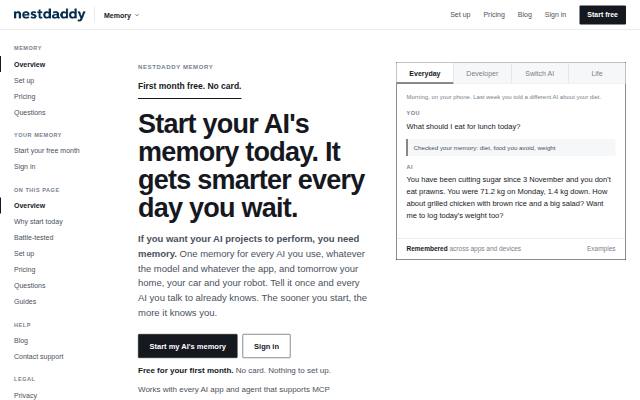 nestdaddy
Memory
Set up
Pricing
Blog
Sign in
Start free
MEMORY
Overview
Set up
Pricing
Questions
YOUR MEMORY
Start your free month
Sign in
ON THIS PAGE
Overview
Why start today
Battle-tested
Set up
Pricing
Questions
Guides
HELP
Blog
Contact support
LEGAL
Privacy
NESTDADDY MEMORY
First month free. No card.
Start your AI's
memory today. It
gets smarter every
day you wait.
If you want your AI projects to perform, you need
memory. One memory for every AI you use, whatever
the model and whatever the app, and tomorrow your
home, your car and your robot. Tell it once and every
AI you talk to already knows. The sooner you start, the
more it knows you.
Start my AI's memory
Sign in
Free for your first month. No card. Nothing to set up.
Works with every AI app and agent that supports MCP
Everyday
Developer
Switch AI
Life
Morning, on your phone. Last week you told a different AI about your diet.
YOU
What should I eat for lunch today?
Checked your memory: diet, food you avoid, weight
AI
You have been cutting sugar since 3 November and you don't
eat prawns. You were 71.2 kg on Monday, 1.4 kg down. How
about grilled chicken with brown rice and a big salad? Want
me to log today's weight too?
Remembered across apps and devices
Examples